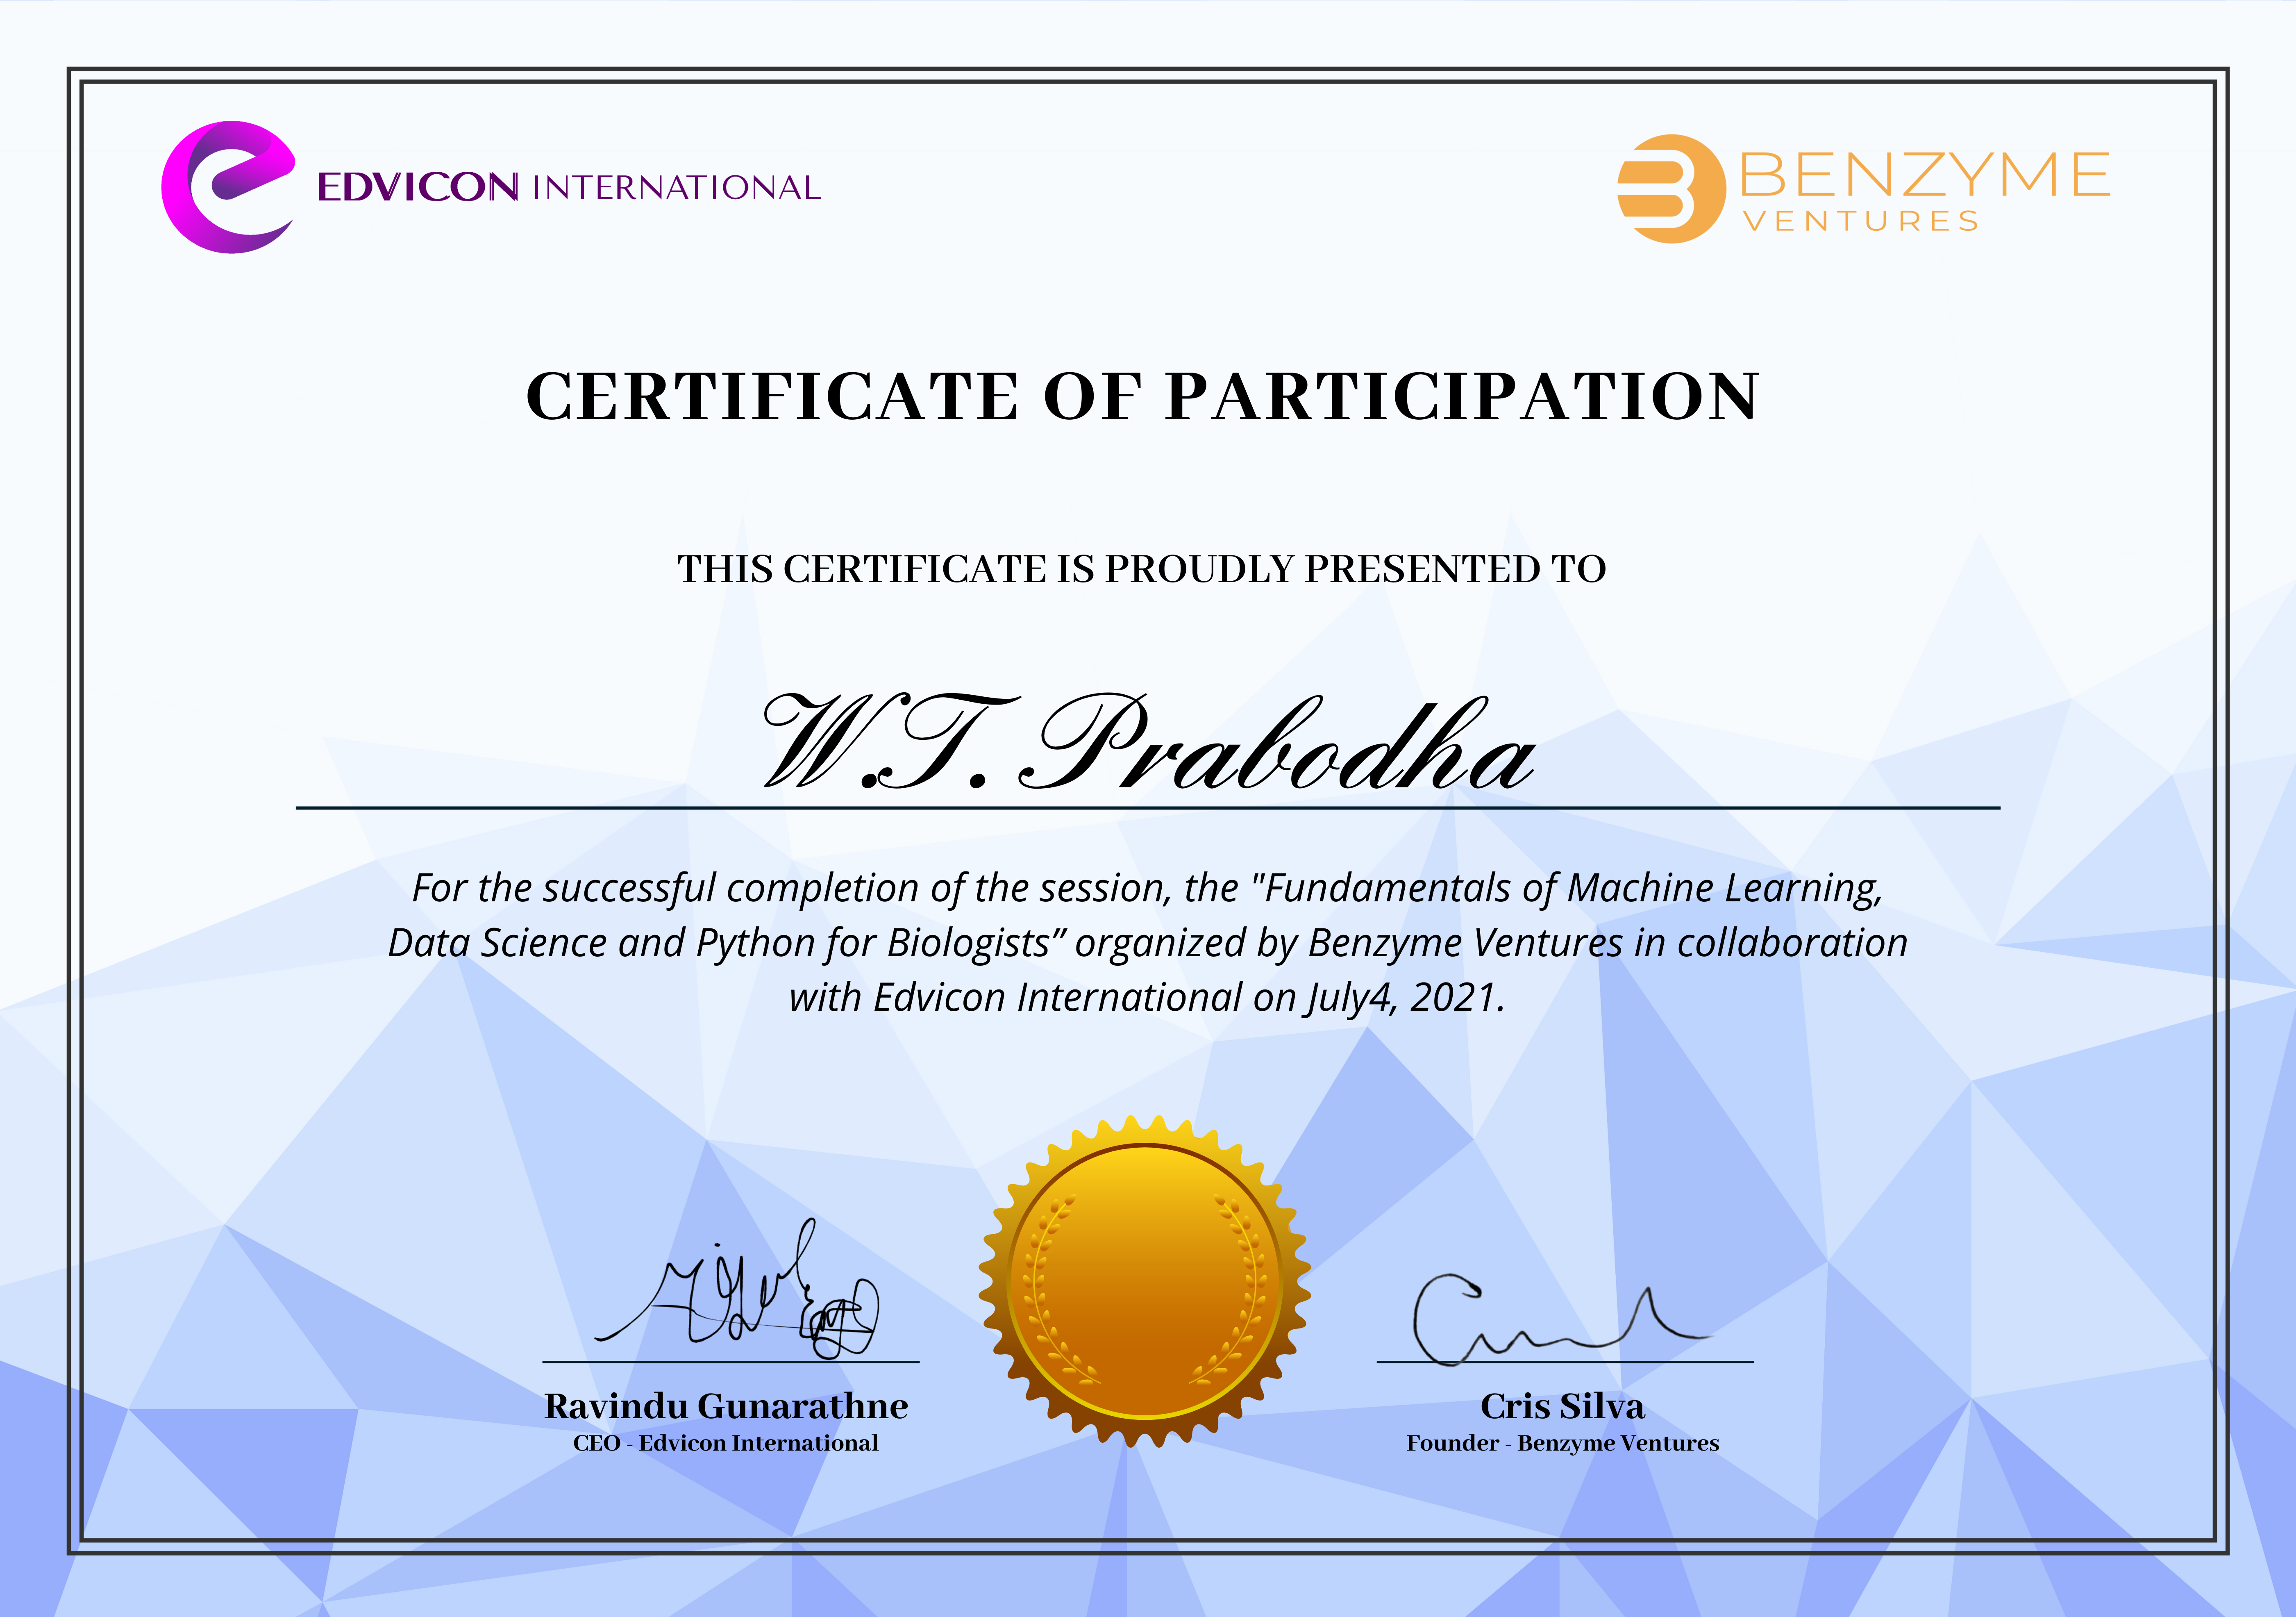 EDVICON INTERNATIONAL
BENZYME
VENTURES
CERTIFICATE OF PARTICIPATION
THIS CERTIFICATE IS PROUDLY PRESENTED TO
W.T. Prabodha
For the successful completion of the session, the "Fundamentals of Machine Learning,
Data Science and Python for Biologists” organized by Benzyme Ventures in collaboration
with Edvicon International on July4, 2021.
Ravindu Gunarathne
CEO - Edvicon International
Cris Silva
Founder - Benzyme Ventures